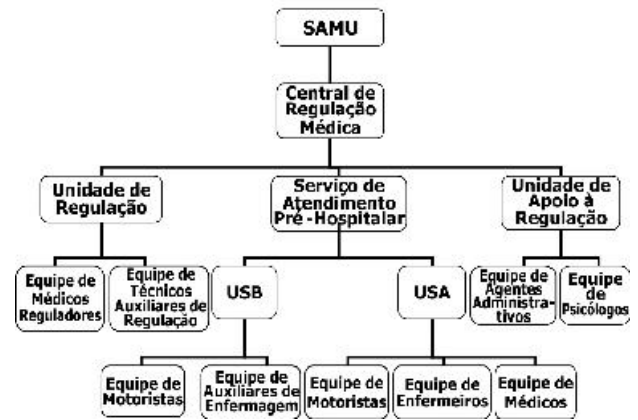 SAMU
Central de
Regulação
Médica
Unidade de
Regulação
Serviço de
Atendimento
Pré -Hospitalar
Unidade de
Apoio à
Regulação
Equipe de
Médicos
Reguladores
Equipe de
Técnicos
Auxiliares de
Regulação
USB
USA
Equipe de
Agentes
Administra-
tivos
Equipe
de
Psicólogos
Equipe de
Motoristas
Equipe de
Auxiliares de
Enfermagem
Equipe de
Motoristas
Equipe de
Enfermeiros
Equipe de
Médicos